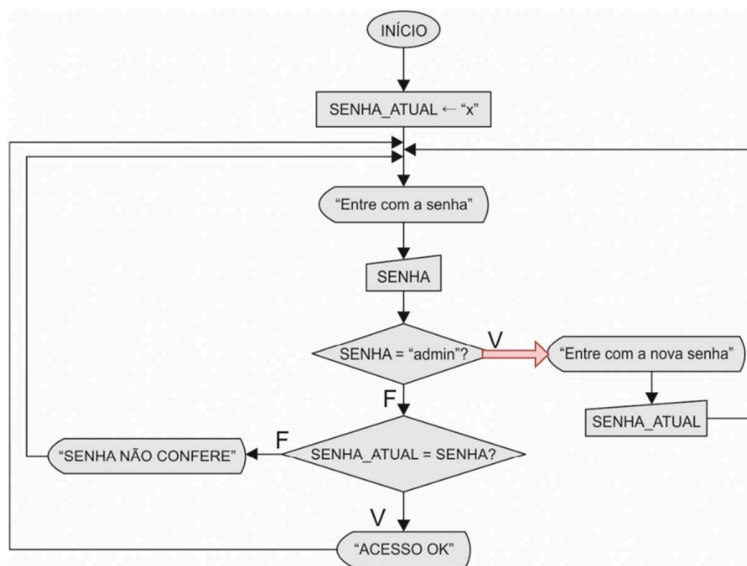 INÍCIO
SENHA_ATUAL ← “x”
“Entre com a senha”
SENHA
SENHA = “admin”?
V
“Entre com a nova senha”
F
SENHA_ATUAL
“SENHA NÃO CONFERE”
F
SENHA_ATUAL = SENHA?
V
“ACESSO OK”